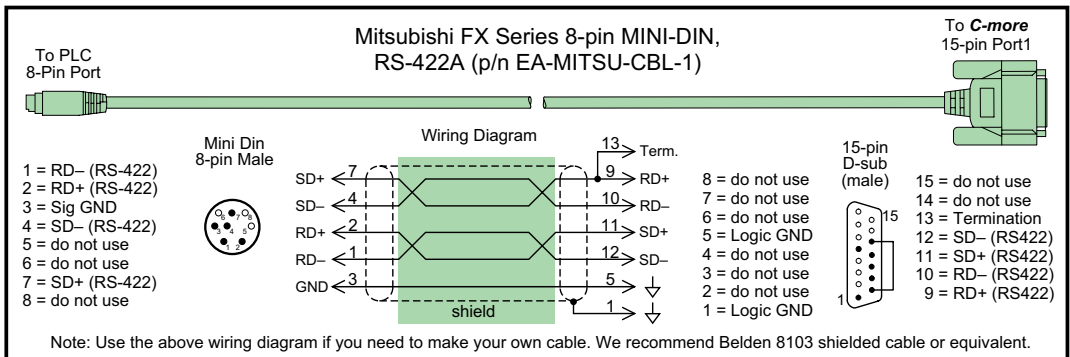 Mitsubishi FX Series 8-pin MINI-DIN,
RS-422A (p/n EA-MITSU-CBL-1)
To PLC
8-Pin Port
To C-more
15-pin Port1
1 = RD– (RS-422)
2 = RD+ (RS-422)
3 = Sig GND
4 = SD– (RS-422)
5 = do not use
6 = do not use
7 = SD+ (RS-422)
8 = do not use
Mini Din
8-pin Male
6 7 8
3 4 5
1 2
Wiring Diagram
SD+ 7
SD– 4
RD+ 2
RD– 1
GND 3
shield
13 Term.
9 RD+
10 RD–
11 SD+
12 SD–
5
1
8 = do not use
7 = do not use
6 = do not use
5 = Logic GND
4 = do not use
3 = do not use
2 = do not use
1 = Logic GND
15-pin
D-sub
(male)
15
1
15 = do not use
14 = do not use
13 = Termination
12 = SD– (RS422)
11 = SD+ (RS422)
10 = RD– (RS422)
9 = RD+ (RS422)
Note: Use the above wiring diagram if you need to make your own cable. We recommend Belden 8103 shielded cable or equivalent.